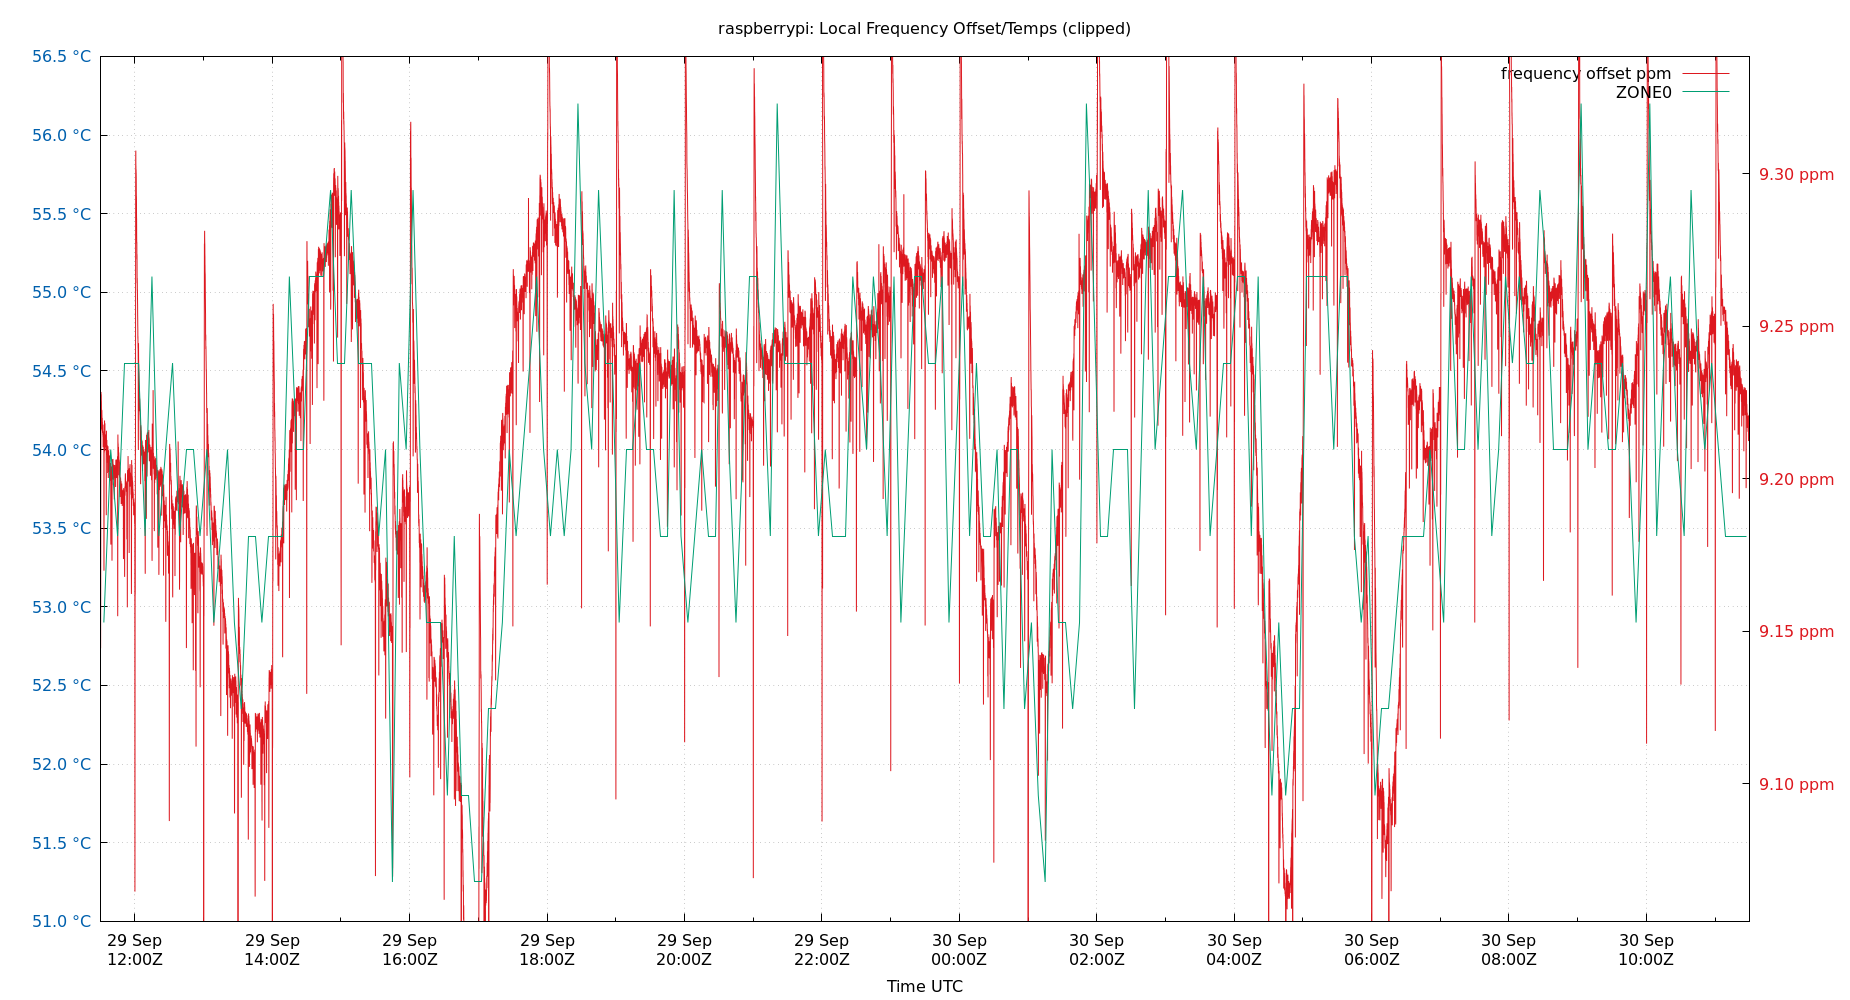 raspberrypi: Local Frequency Offset/Temps (clipped)
frequency offset ppm
ZONE0
56.5 °C
56.0 °C
55.5 °C
55.0 °C
54.5 °C
54.0 °C
53.5 °C
53.0 °C
52.5 °C
52.0 °C
51.5 °C
51.0 °C
9.30 ppm
9.25 ppm
9.20 ppm
9.15 ppm
9.10 ppm
29 Sep 29 Sep 29 Sep 29 Sep 29 Sep 29 Sep 30 Sep 30 Sep 30 Sep 30 Sep 30 Sep 30 Sep
12:00Z 14:00Z 16:00Z 18:00Z 20:00Z 22:00Z 00:00Z 02:00Z 04:00Z 06:00Z 08:00Z 10:00Z
Time UTC